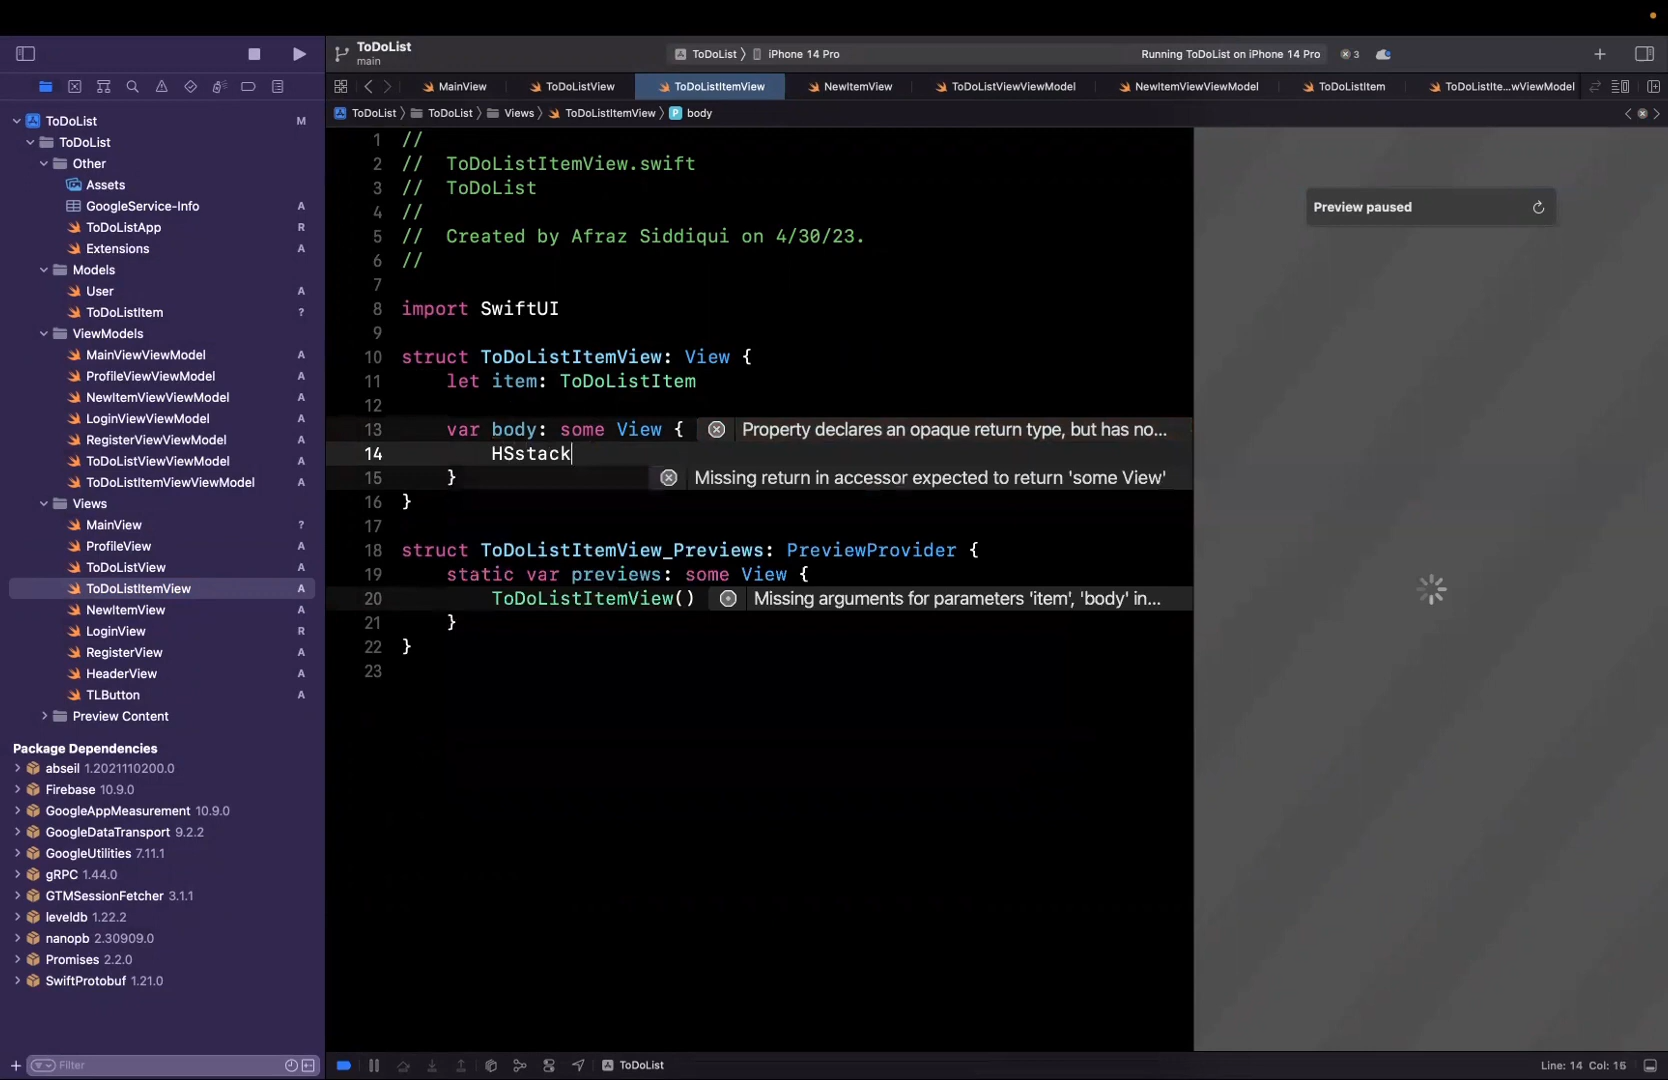 ToDoList
main
ToDoList
iPhone 14 Pro
Running ToDoList on iPhone 14 Pro
3
MainView
ToDoListView
ToDoListItemView
NewItemView
ToDoListViewViewModel
NewItemViewViewModel
ToDoListItem
ToDoListIte...wViewModel
ToDoList
ToDoList
Views
ToDoListItemView
P body
ToDoList M
ToDoList
Other
Assets
GoogleService-Info A
ToDoListApp R
Extensions A
Models
User A
ToDoListItem ?
ViewModels
MainViewViewModel A
ProfileViewViewModel A
NewItemViewViewModel A
LoginViewViewModel A
RegisterViewViewModel A
ToDoListViewViewModel A
ToDoListItemViewViewModel A
Views
MainView ?
ProfileView A
ToDoListView A
ToDoListItemView A
NewItemView A
LoginView R
RegisterView A
HeaderView A
TLButton A
Preview Content
Package Dependencies
abseil 1.2021110200.0
Firebase 10.9.0
GoogleAppMeasurement 10.9.0
GoogleDataTransport 9.2.2
GoogleUtilities 7.11.1
gRPC 1.44.0
GTMSessionFetcher 3.1.1
leveldb 1.22.2
nanopb 2.30909.0
Promises 2.2.0
SwiftProtobuf 1.21.0
Filter
1 //
2 // ToDoListItemView.swift
3 // ToDoList
4 //
5 // Created by Afraz Siddiqui on 4/30/23.
6 //
7
8 import SwiftUI
9
10 struct ToDoListItemView: View {
11 let item: ToDoListItem
12
13 var body: some View { Property declares an opaque return type, but has no...
14 HSstack
15 } Missing return in accessor expected to return 'some View'
16 }
17
18 struct ToDoListItemView_Previews: PreviewProvider {
19 static var previews: some View {
20 ToDoListItemView() Missing arguments for parameters 'item', 'body' in...
21 }
22 }
23
Preview paused
ToDoList
Line: 14 Col: 16